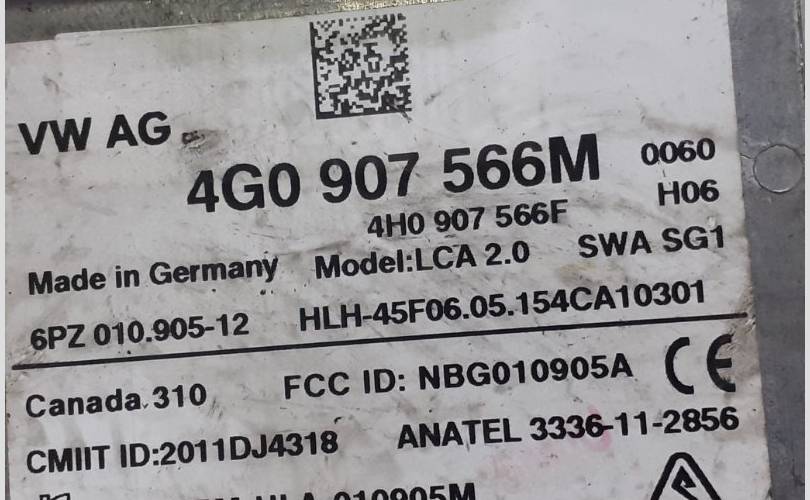 VW AG
4G0 907 566M 0060
4H0 907 566F H06
Made in Germany Model:LCA 2.0 SWA SG1
6PZ 010.905-12 HLH-45F06.05.154CA10301
Canada 310 FCC ID: NBG010905A CE
CMIIT ID:2011DJ4318 ANATEL 3336-11-2856
010905M